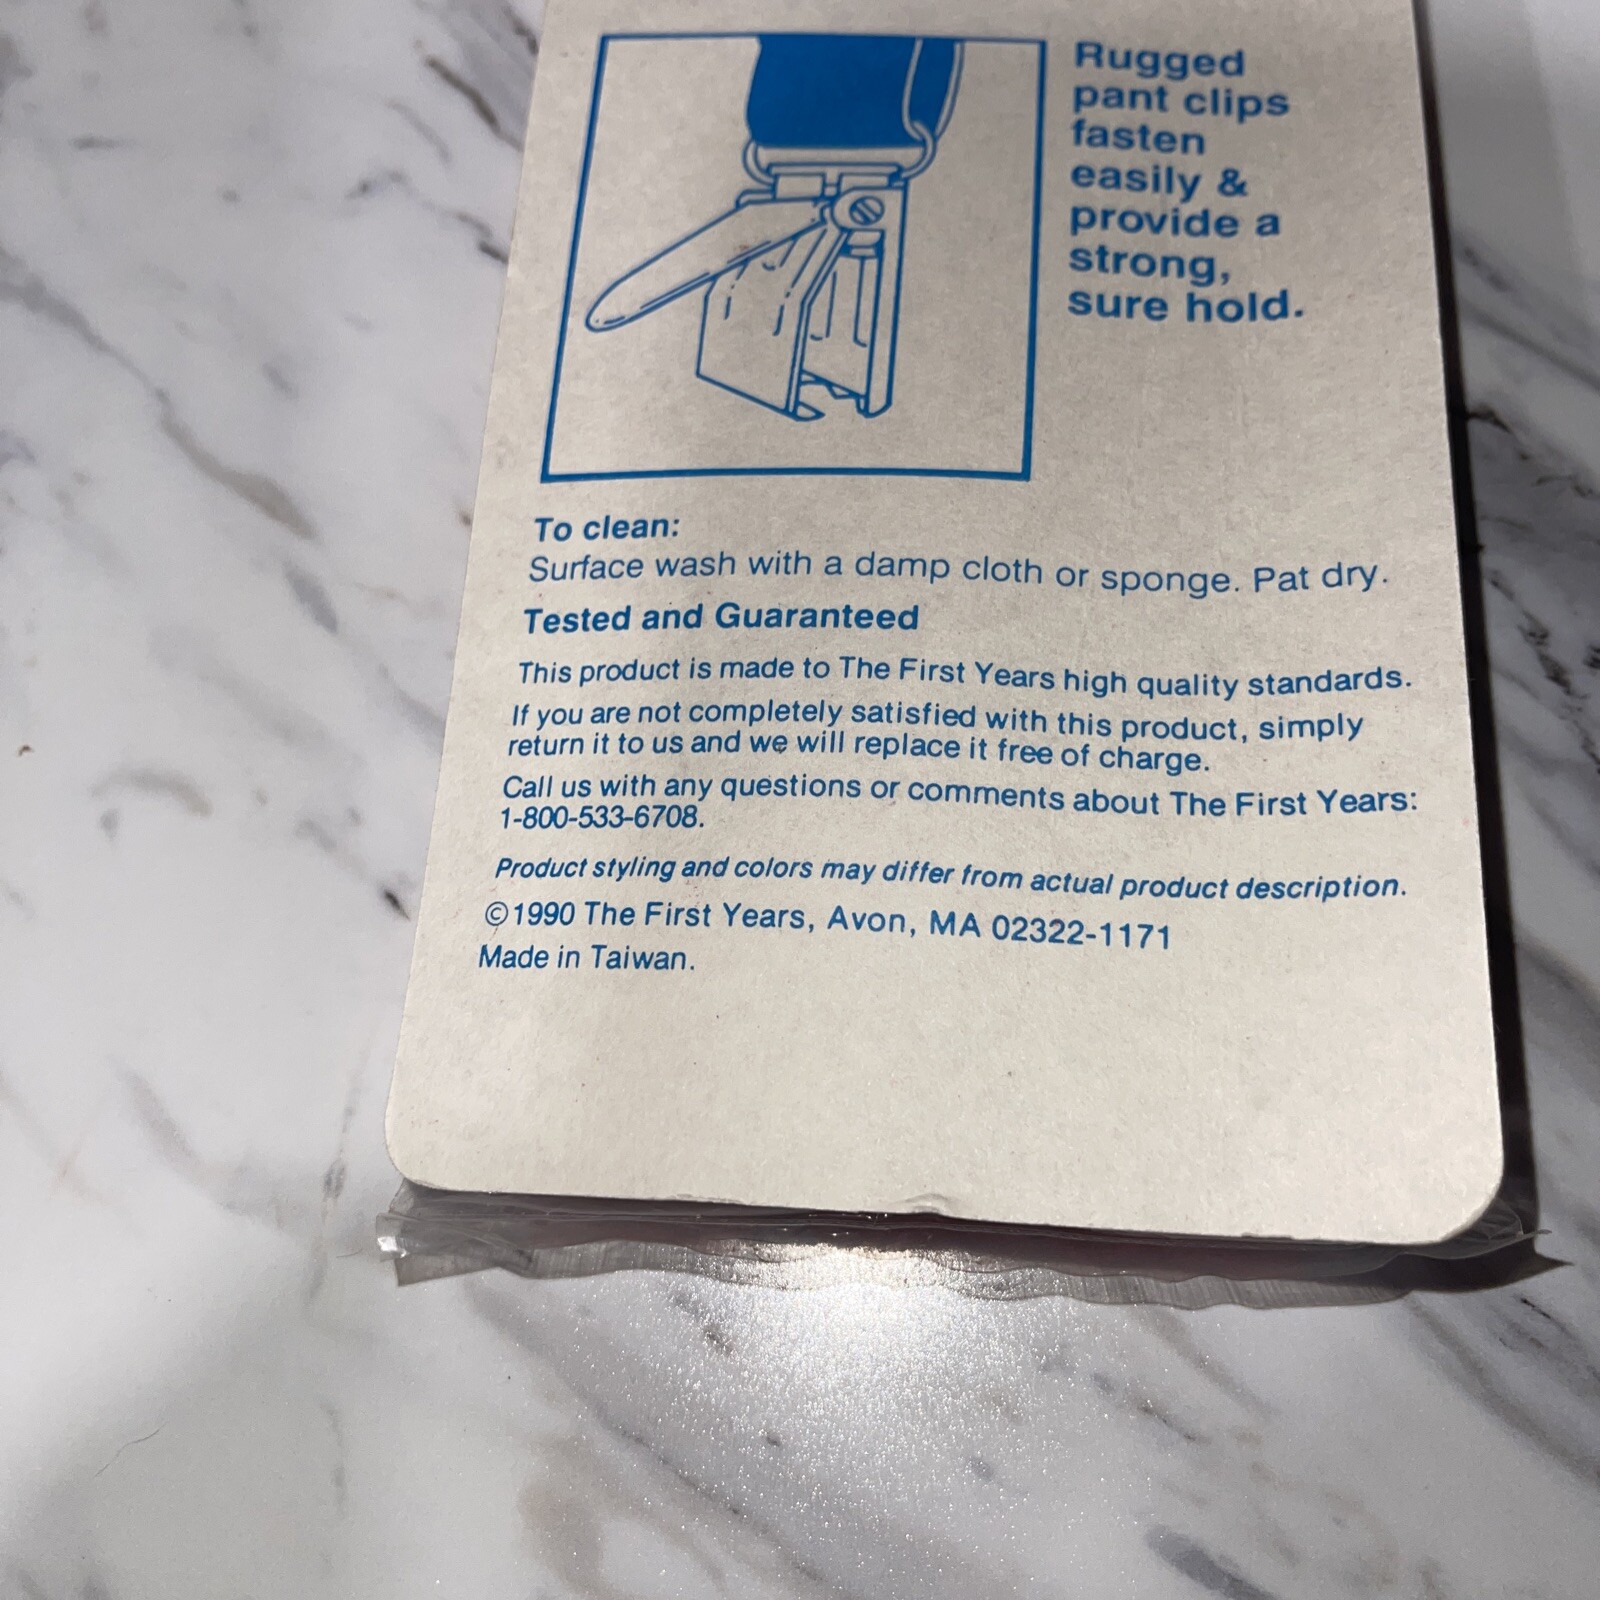 Rugged
pant clips
fasten
easily &
provide a
strong,
sure hold.
To clean:
Surface wash with a damp cloth or sponge. Pat dry.
Tested and Guaranteed
This product is made to The First Years high quality standards.
If you are not completely satisfied with this product, simply
return it to us and we will replace it free of charge.
Call us with any questions or comments about The First Years:
1-800-533-6708.
Product styling and colors may differ from actual product description.
©1990 The First Years, Avon, MA 02322-1171
Made in Taiwan.